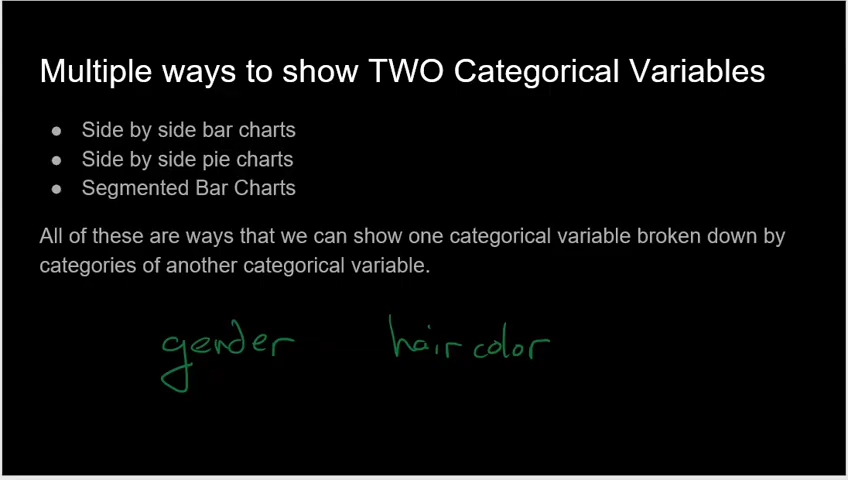 Multiple ways to show TWO Categorical Variables
● Side by side bar charts
● Side by side pie charts
● Segmented Bar Charts
All of these are ways that we can show one categorical variable broken down by
categories of another categorical variable.
gender hair color